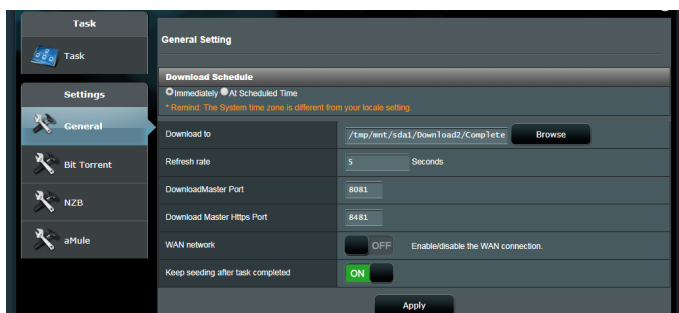 Task
Task
Settings
General
Bit Torrent
NZB
aMule
General Setting
Download Schedule
Immediately At Scheduled Time
* Remind: The System time zone is different from your locale setting.
Download to /tmp/mnt/sda1/Download2/Complete Browse
Refresh rate 5 Seconds
DownloadMaster Port 8081
Download Master Https Port 8481
WAN network OFF Enable/disable the WAN connection.
Keep seeding after task completed ON
Apply